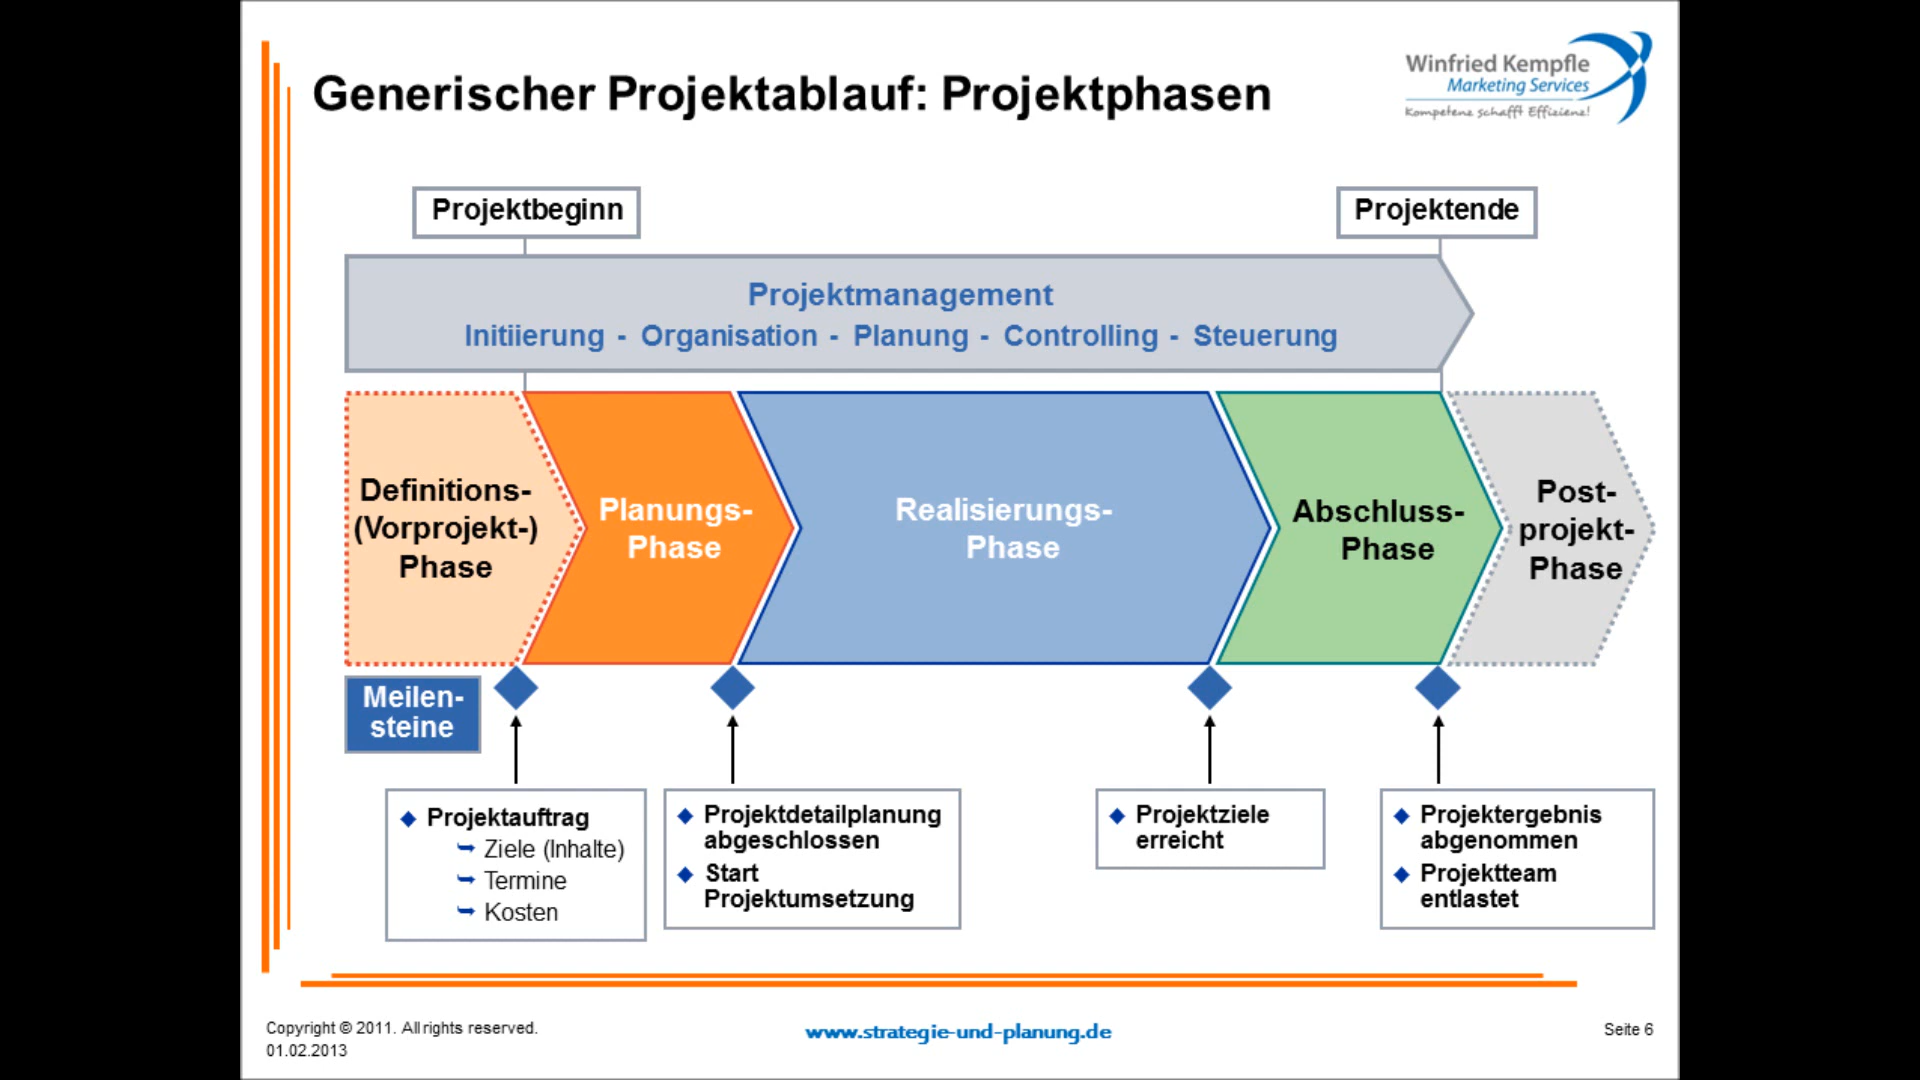 Generischer Projektablauf: Projektphasen
Winfried Kempfle
Marketing Services
Kompetenz schafft Effizienz!
Projektbeginn
Projektende
Projektmanagement
Initiierung - Organisation - Planung - Controlling - Steuerung
Definitions-
(Vorprojekt-)
Phase
Planungs-
Phase
Realisierungs-
Phase
Abschluss-
Phase
Post-
projekt-
Phase
Meilen-
steine
Projektauftrag
Ziele (Inhalte)
Termine
Kosten
Projektdetailplanung
abgeschlossen
Start
Projektumsetzung
Projektziele
erreicht
Projektergebnis
abgenommen
Projektteam
entlastet
Copyright © 2011. All rights reserved.
01.02.2013
www.strategie-und-planung.de
Seite 6